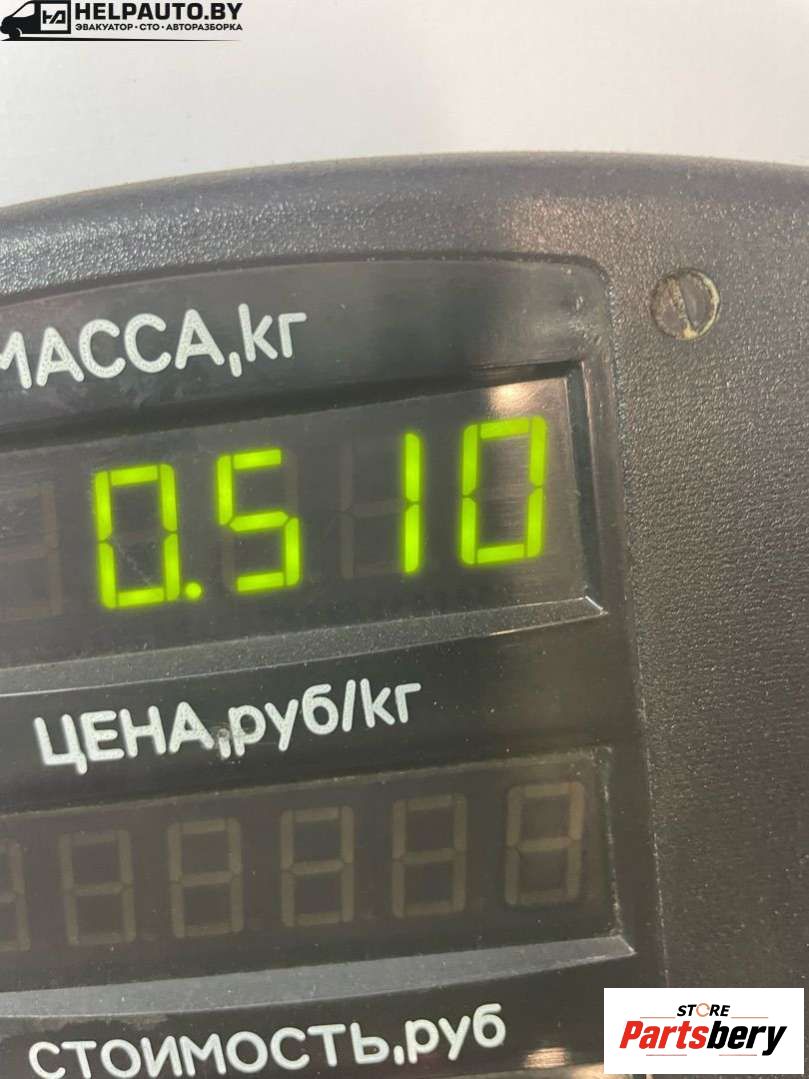 HELPAUTO.BY
ЭВАКУАТОР • СТО • АВТОРАЗБОРКА
МАССА,кг
0.510
ЦЕНА,руб/кг
СТОИМОСТЬ,руб
STORE
Partsbery